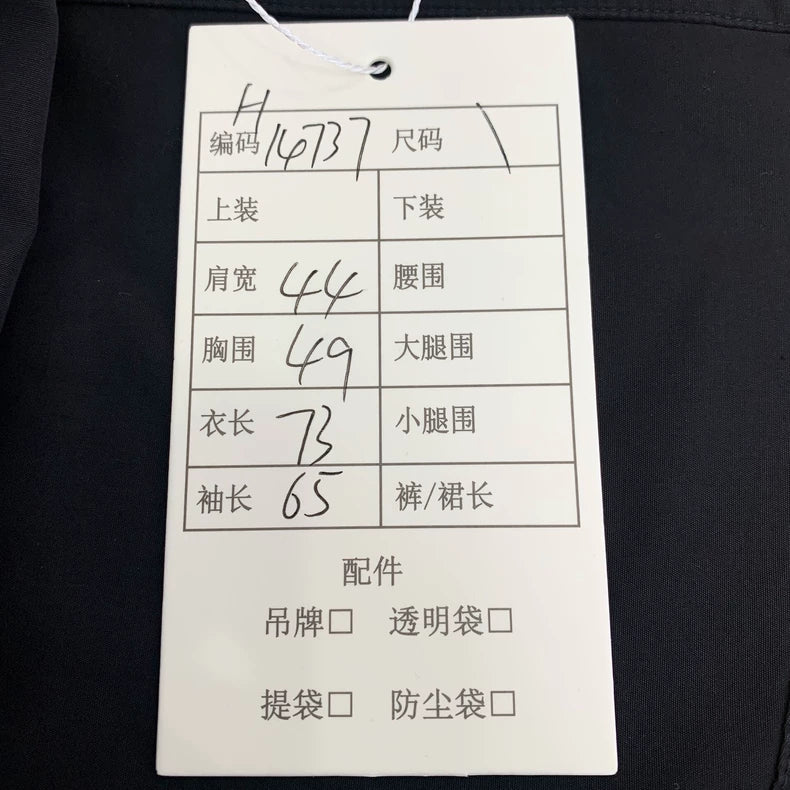 编码 H14737 尺码 \
上装 下装
肩宽 44 腰围
胸围 49 大腿围
衣长 73 小腿围
袖长 65 裤/裙长
配件
吊牌□ 透明袋□
提袋□ 防尘袋□